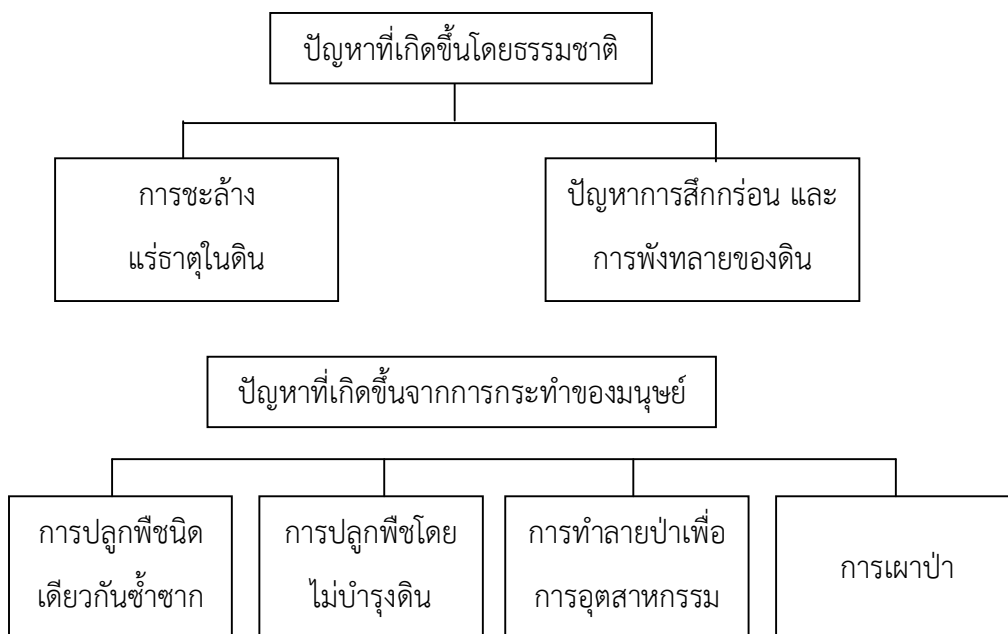 ปัญหาที่เกิดขึ้นโดยธรรมชาติ
การชะล้าง
แร่ธาตุในดิน
ปัญหาการสึกกร่อน และ
การพังทลายของดิน
ปัญหาที่เกิดขึ้นจากการกระทำของมนุษย์
การปลูกพืชนิด
เดียวกันซ้ำซาก
การปลูกพืชโดย
ไม่บำรุงดิน
การทำลายป่าเพื่อ
การอุตสาหกรรม
การเผาป่า